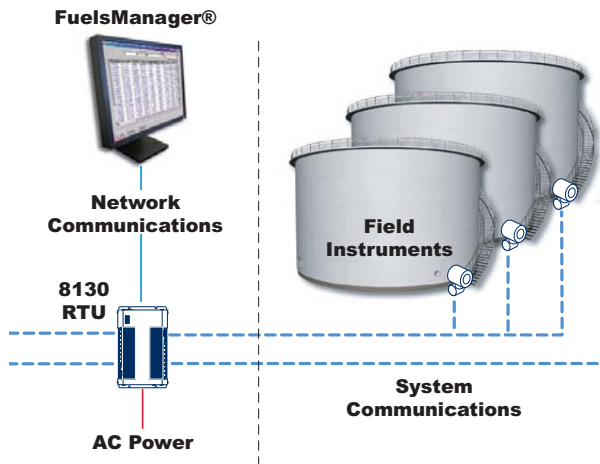 FuelsManager®
Network
Communications
Field
Instruments
8130
RTU
System
Communications
AC Power